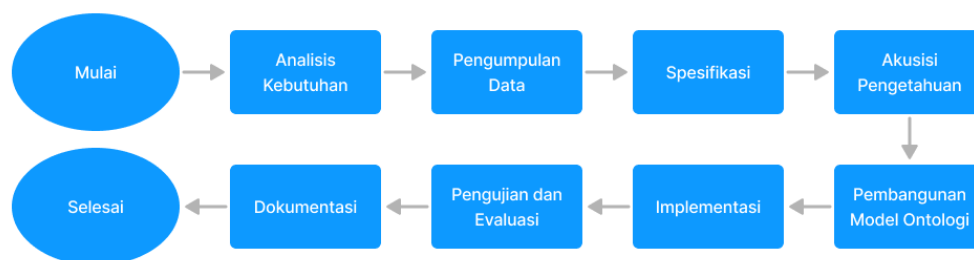 Mulai
Analisis
Kebutuhan
Pengumpulan
Data
Spesifikasi
Akusisi
Pengetahuan
Pembangunan
Model Ontologi
Implementasi
Pengujian dan
Evaluasi
Dokumentasi
Selesai